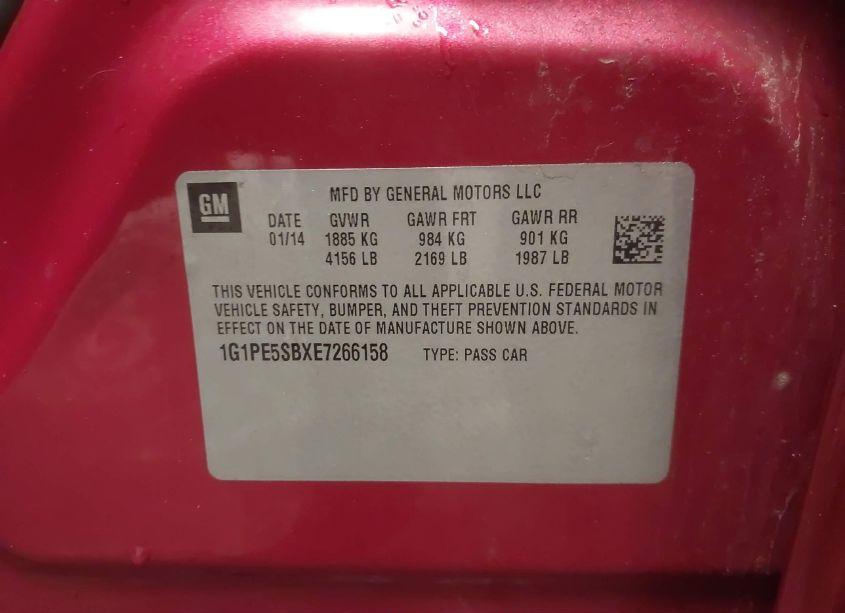 GM
MFD BY GENERAL MOTORS LLC
DATE GVWR GAWR FRT GAWR RR
01/14 1885 KG 984 KG 901 KG
4156 LB 2169 LB 1987 LB
THIS VEHICLE CONFORMS TO ALL APPLICABLE U.S. FEDERAL MOTOR
VEHICLE SAFETY, BUMPER, AND THEFT PREVENTION STANDARDS IN
EFFECT ON THE DATE OF MANUFACTURE SHOWN ABOVE.
1G1PE5SBXE7266158 TYPE: PASS CAR